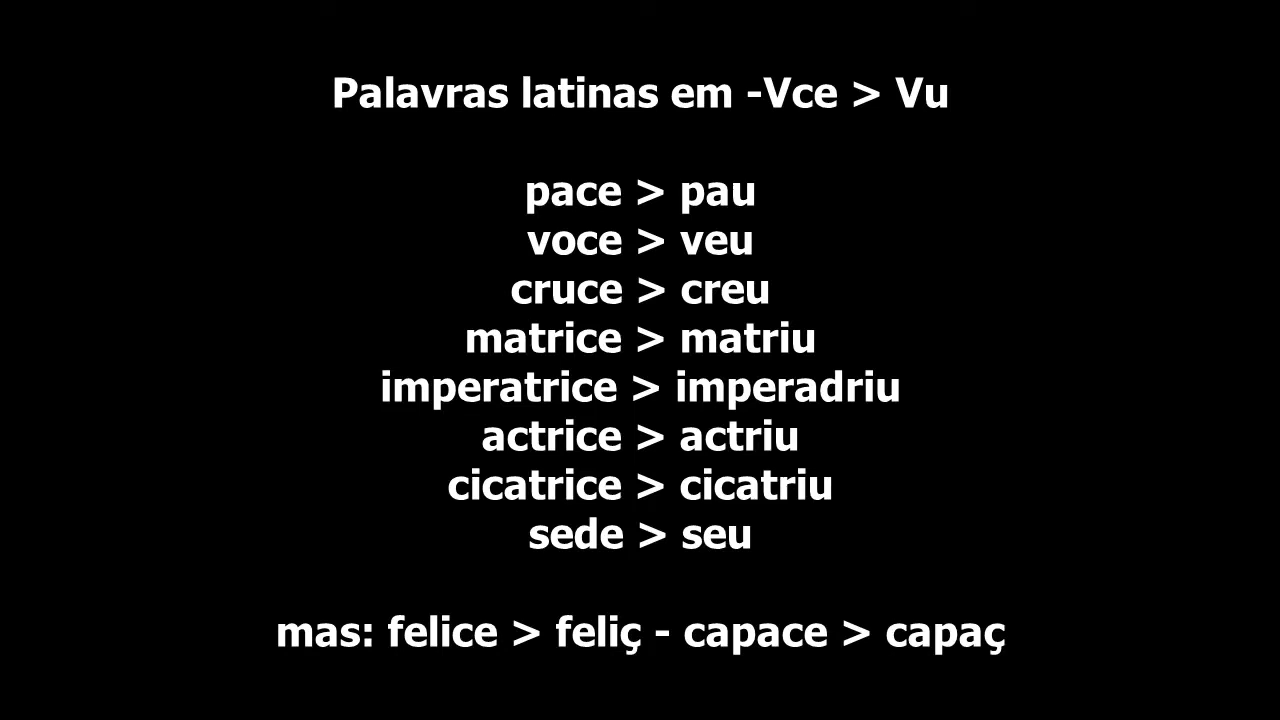 Palavras latinas em -Vce > Vu
pace > pau
voce > veu
cruce > creu
matrice > matriu
imperatrice > imperadriu
actrice > actriu
cicatrice > cicatriu
sede > seu
mas: felice > feliç - capace > capaç